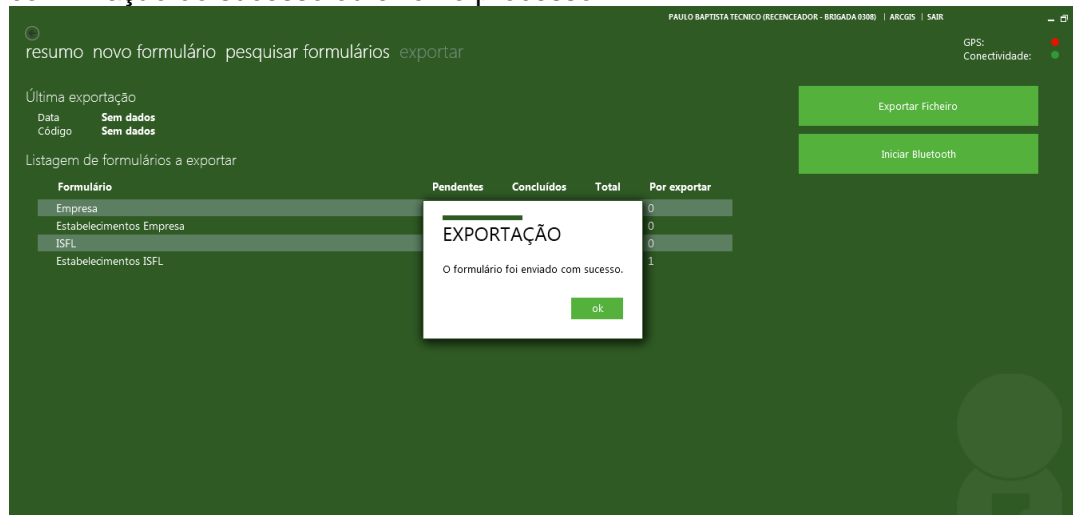 PAULO BAPTISTA TECNICO (RECENCEADOR - BRIGADA 0308) | ARCGIS | SAIR
resumo novo formulário pesquisar formulários exportar
GPS:
Conectividade:
Última exportação
Data Sem dados
Código Sem dados
Exportar Ficheiro
Iniciar Bluetooth
Listagem de formulários a exportar
Formulário Pendentes Concluídos Total Por exportar
Empresa 0
Estabelecimentos Empresa 0
ISFL 0
Estabelecimentos ISFL 1
EXPORTAÇÃO
O formulário foi enviado com sucesso.
ok